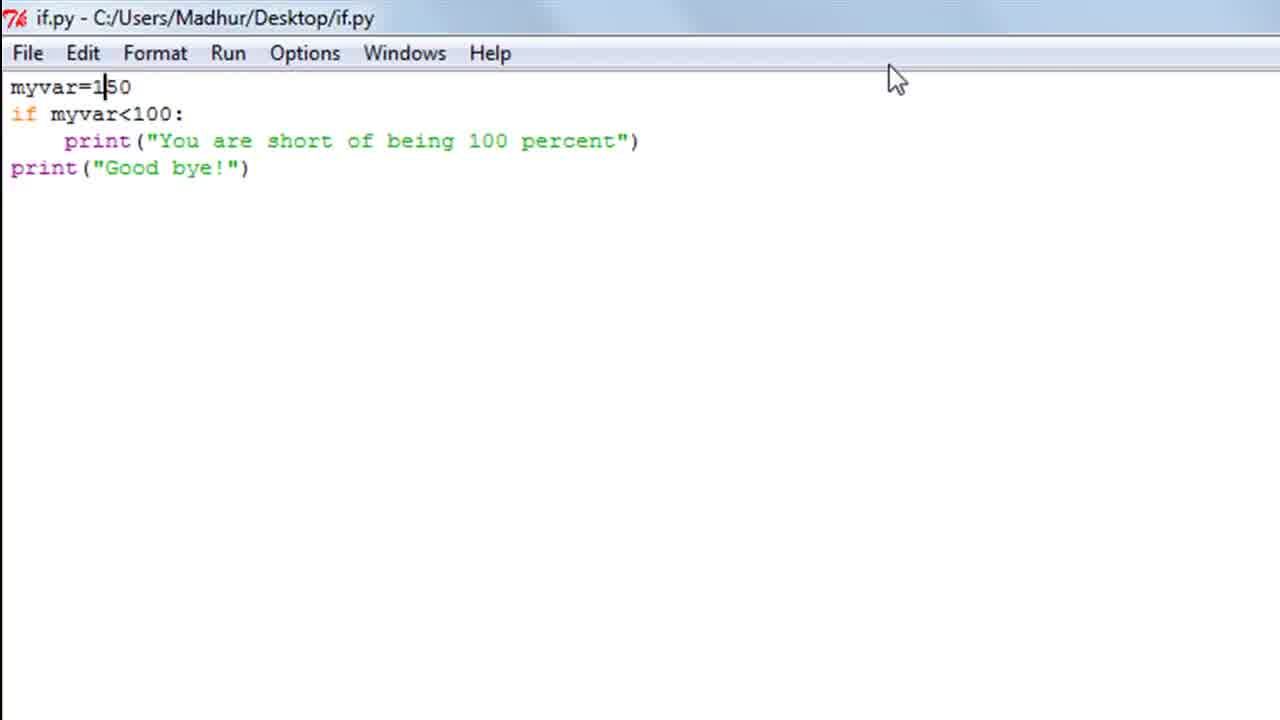 if.py - C:/Users/Madhur/Desktop/if.py
File Edit Format Run Options Windows Help
myvar=150
if myvar<100:
    print("You are short of being 100 percent")
print("Good bye!")